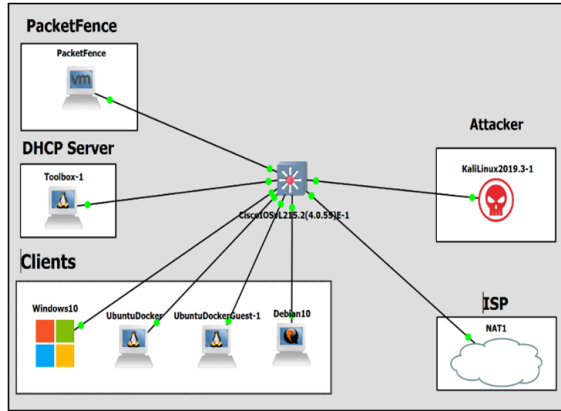 PacketFence
PacketFence
vm
DHCP Server
Toolbox-1
Attacker
KaliLinux2019.3-1
CiscoIOSvL215.2(4.0.55)E-1
Clients
Windows10
UbuntuDocker
UbuntuDockerGuest-1
Debian10
ISP
NAT1